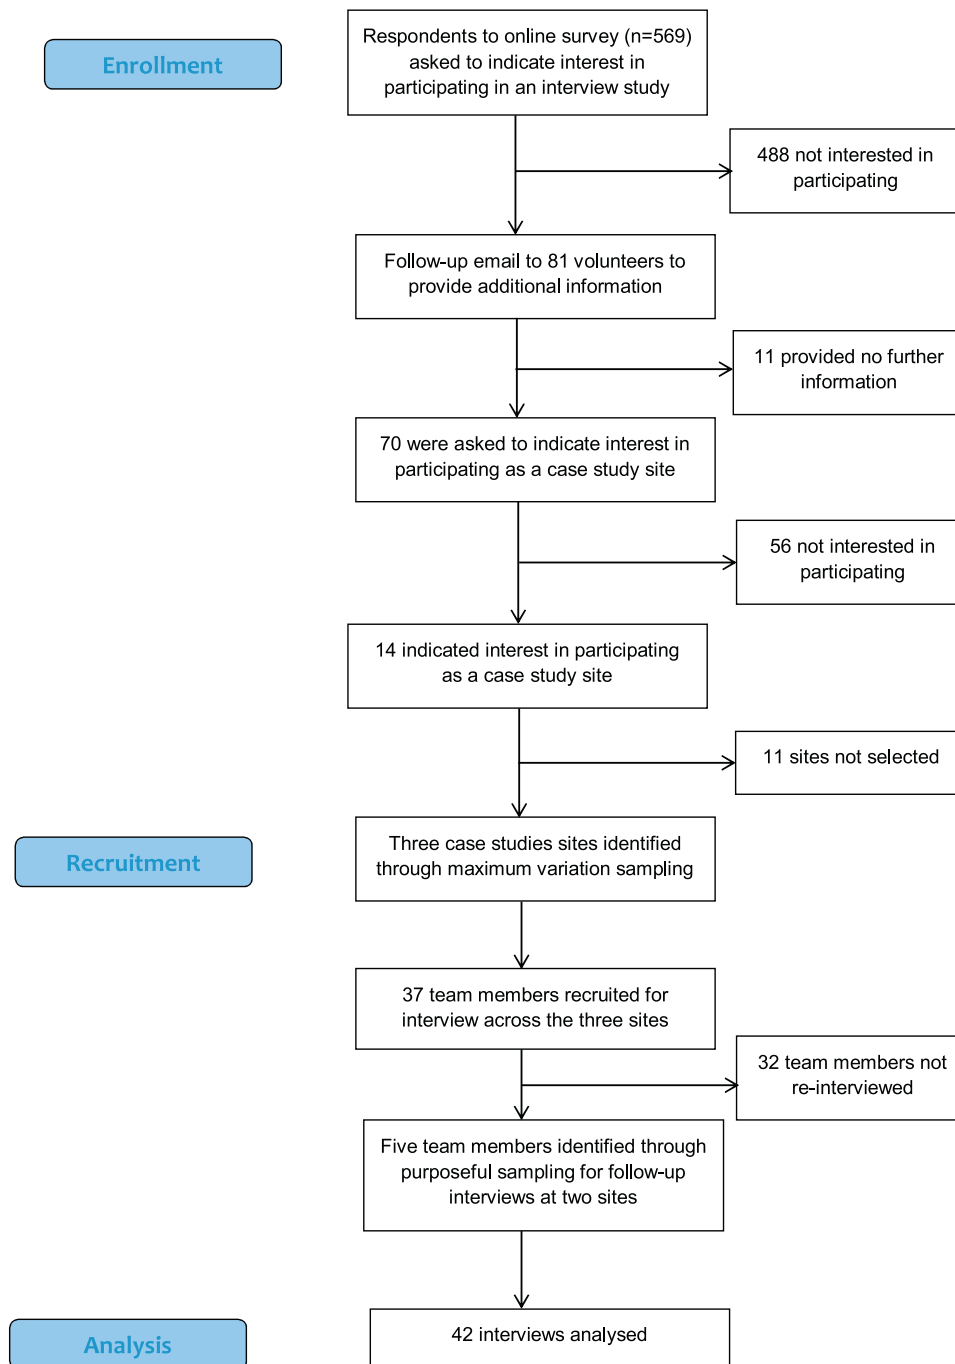 Enrollment
Respondents to online survey (n=569)
asked to indicate interest in
participating in an interview study
488 not interested in
participating
Follow-up email to 81 volunteers to
provide additional information
11 provided no further
information
70 were asked to indicate interest in
participating as a case study site
56 not interested in
participating
14 indicated interest in participating
as a case study site
11 sites not selected
Recruitment
Three case studies sites identified
through maximum variation sampling
37 team members recruited for
interview across the three sites
32 team members not
re-interviewed
Five team members identified through
purposeful sampling for follow-up
interviews at two sites
Analysis
42 interviews analysed